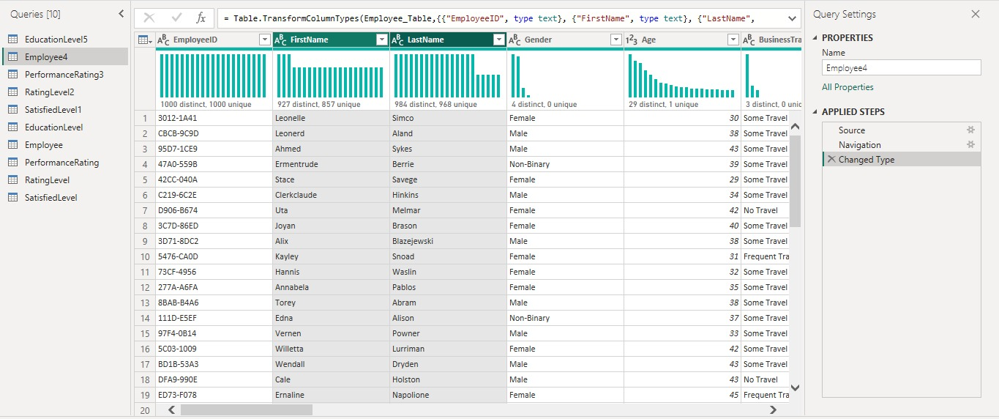 Queries [10]
EducationLevel5
Employee4
PerformanceRating3
RatingLevel2
SatisfiedLevel1
EducationLevel
Employee
PerformanceRating
RatingLevel
SatisfiedLevel
fx = Table.TransformColumnTypes(Employee_Table,{{"EmployeeID", type text}, {"FirstName", type text}, {"LastName",
ABC EmployeeID ABC FirstName ABC LastName ABC Gender 123 Age ABC BusinessTra
1000 distinct, 1000 unique 927 distinct, 857 unique 984 distinct, 968 unique 4 distinct, 0 unique 29 distinct, 1 unique 3 distinct, 0 unic
1 3012-1A41 Leonelle Simco Female 30 Some Travel
2 CBCB-9C9D Leonerd Aland Male 38 Some Travel
3 95D7-1CE9 Ahmed Sykes Male 43 Some Travel
4 47A0-559B Ermentrude Berrie Non-Binary 39 Some Travel
5 42CC-040A Stace Savege Female 29 Some Travel
6 C219-6C2E Clerkclaude Hinkins Male 34 Some Travel
7 D906-B674 Uta Melmar Female 42 No Travel
8 3C7D-86ED Joyan Brason Female 40 Some Travel
9 3D71-8DC2 Alix Blazejewski Male 38 Some Travel
10 5476-CA0D Kayley Snoad Female 31 Frequent Tra
11 73CF-4956 Hannis Waslin Female 32 Some Travel
12 277A-A6FA Annabela Pablos Female 35 Some Travel
13 8BAB-B4A6 Torey Abram Male 38 Some Travel
14 111D-E5EF Edna Alison Non-Binary 37 Some Travel
15 97F4-0B14 Vernen Powner Male 33 Some Travel
16 5C03-1009 Willetta Lurriman Female 42 Some Travel
17 BD1B-53A3 Wendall Dryden Male 43 Some Travel
18 DFA9-990E Cale Holston Male 43 No Travel
19 ED73-F078 Ernaline Napolione Female 45 Frequent Tra
20
Query Settings
PROPERTIES
Name
Employee4
All Properties
APPLIED STEPS
Source
Navigation
Changed Type